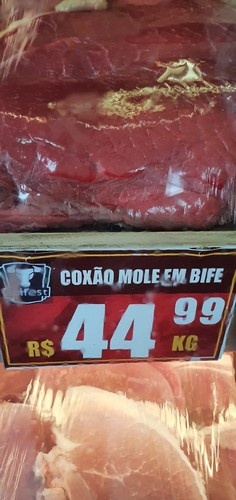 COXÃO MOLE EM BIFE
R$ 44 99 KG